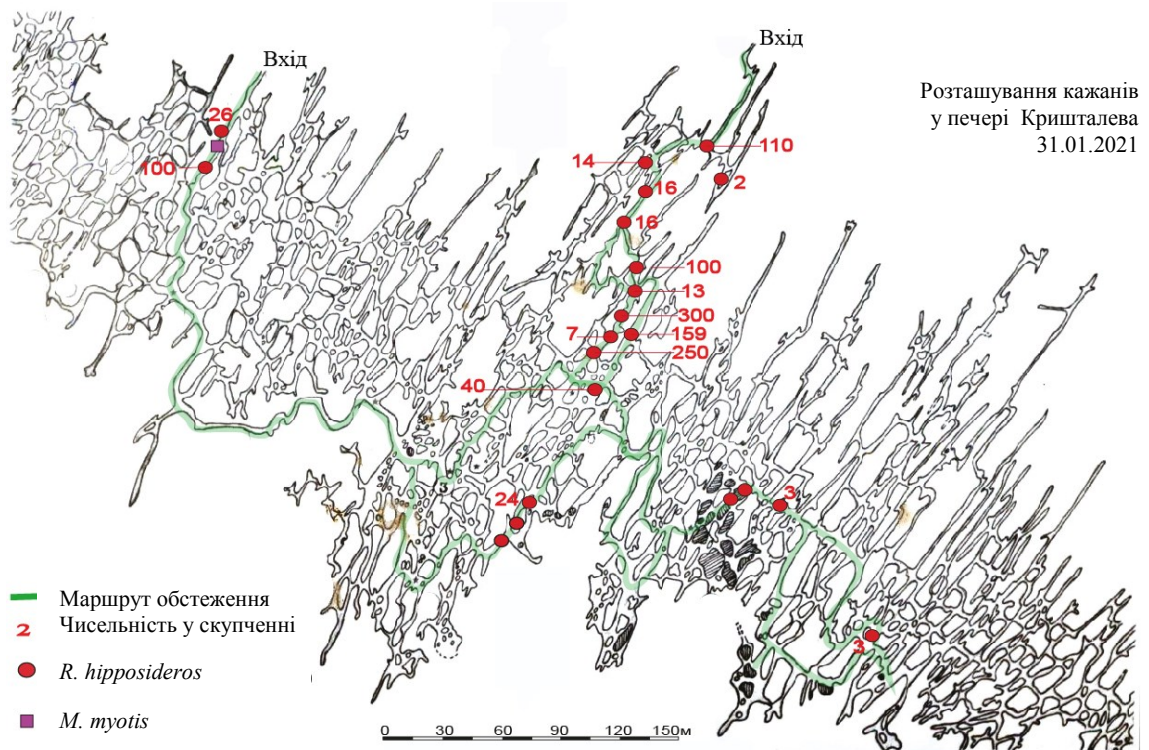 Вхід
Вхід
Розташування кажанів
у печері Кришталева
31.01.2021
26
100
110
14
2
16
16
100
13
300
7
159
250
40
24
3
3
Маршрут обстеження
2 Чисельність у скупченні
R. hipposideros
M. myotis
0 30 60 90 120 150м